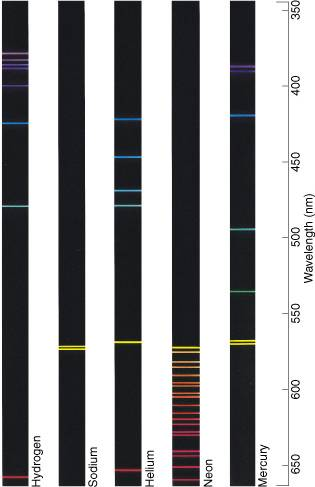 Hydrogen
Sodium
Helium
Neon
Mercury
350
400
450
500
550
600
650
Wavelength (nm)